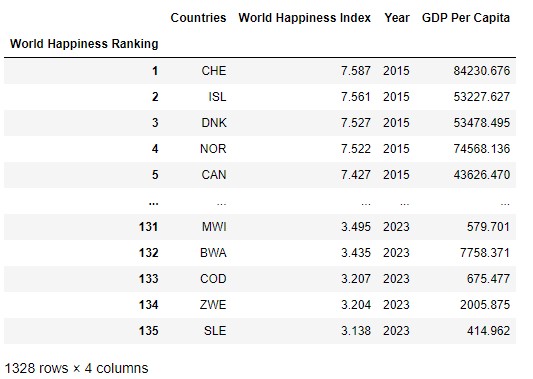 Countries World Happiness Index Year GDP Per Capita
World Happiness Ranking
1 CHE 7.587 2015 84230.676
2 ISL 7.561 2015 53227.627
3 DNK 7.527 2015 53478.495
4 NOR 7.522 2015 74568.136
5 CAN 7.427 2015 43626.470
... ... ... ... ...
131 MWI 3.495 2023 579.701
132 BWA 3.435 2023 7758.371
133 COD 3.207 2023 675.477
134 ZWE 3.204 2023 2005.875
135 SLE 3.138 2023 414.962
1328 rows × 4 columns